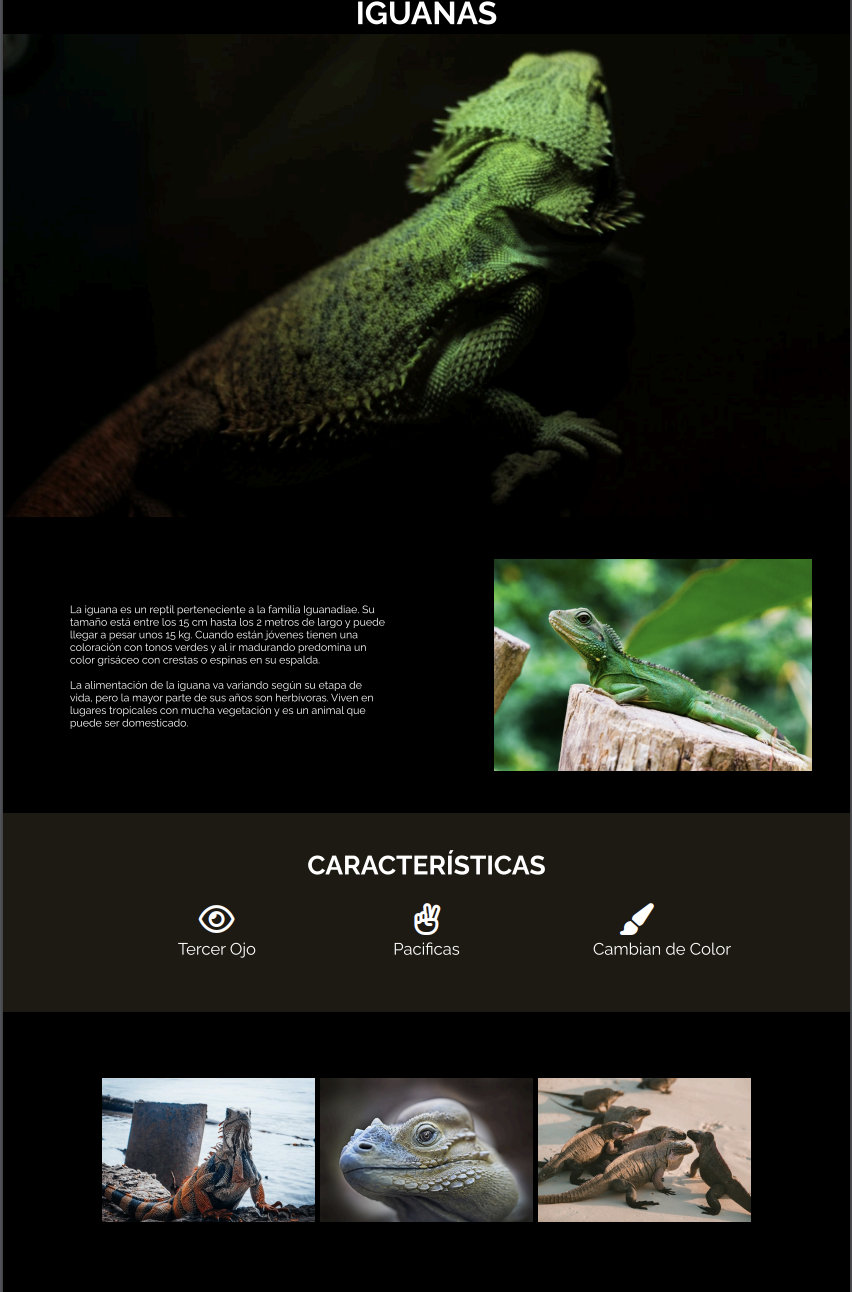 IGUANAS
La iguana es un reptil perteneciente a la familia Iguanadiae. Su
tamaño está entre los 15 cm hasta los 2 metros de largo y puede
llegar a pesar unos 15 kg. Cuando están jóvenes tienen una
coloración con tonos verdes y al ir madurando predomina un
color grisáceo con crestas o espinas en su espalda.
La alimentación de la iguana va variando según su etapa de
vida, pero la mayor parte de sus años son herbívoras. Viven en
lugares tropicales con mucha vegetación y es un animal que
puede ser domesticado.
CARACTERÍSTICAS
Tercer Ojo
Pacificas
Cambian de Color